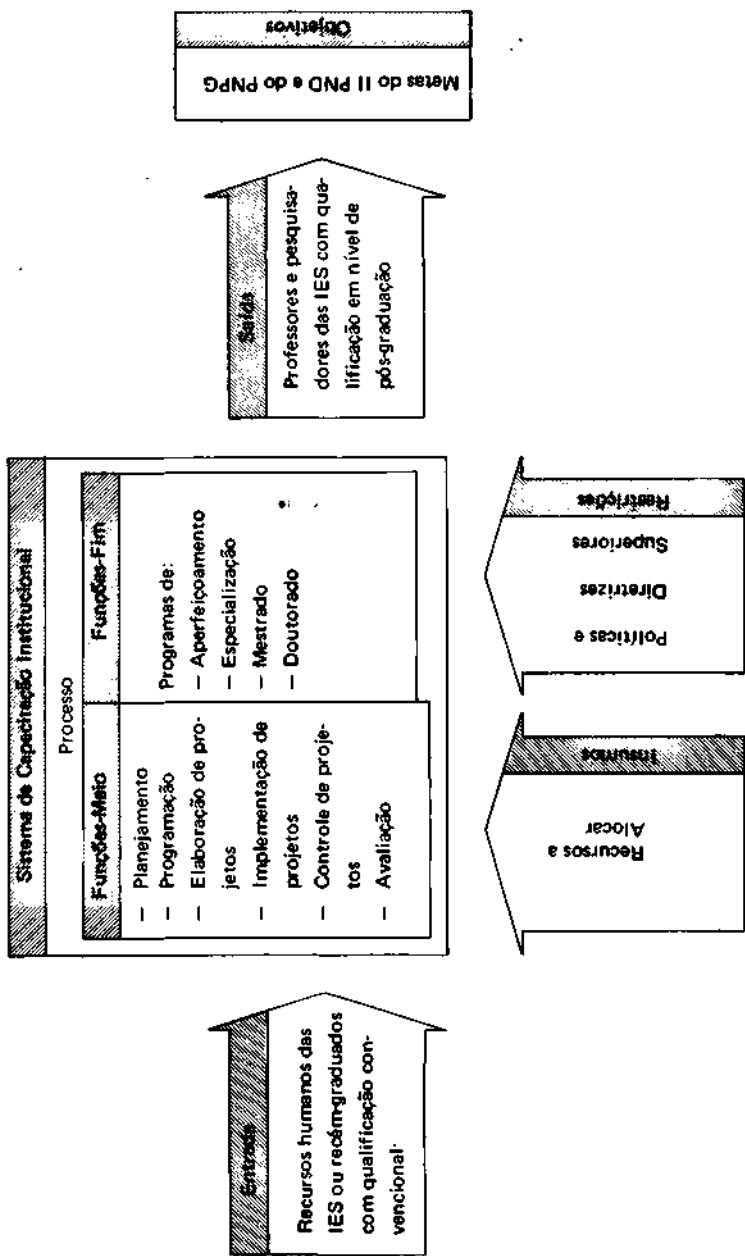 Entrada
Recursos humanos das
IES ou recém-graduados
com qualificação con-
vencional
Sistema de Capacitação Institucional
Processo
Funções-Meio
— Planejamento
— Programação
— Elaboração de pro-
jetos
— Implementação de
projetos
— Controle de proje-
tos
— Avaliação
Funções-Fim
Programas de:
— Aperfeiçoamento
— Especialização
— Mestrado
— Doutorado
Insumos
Recursos a
Alocar
Restrições
Políticas e
Diretrizes
Superiores
Saída
Professores e pesquisa-
dores das IES com qua-
lificação em nível de
pós-graduação
Objetivos
Metas do II PND e do PNPG